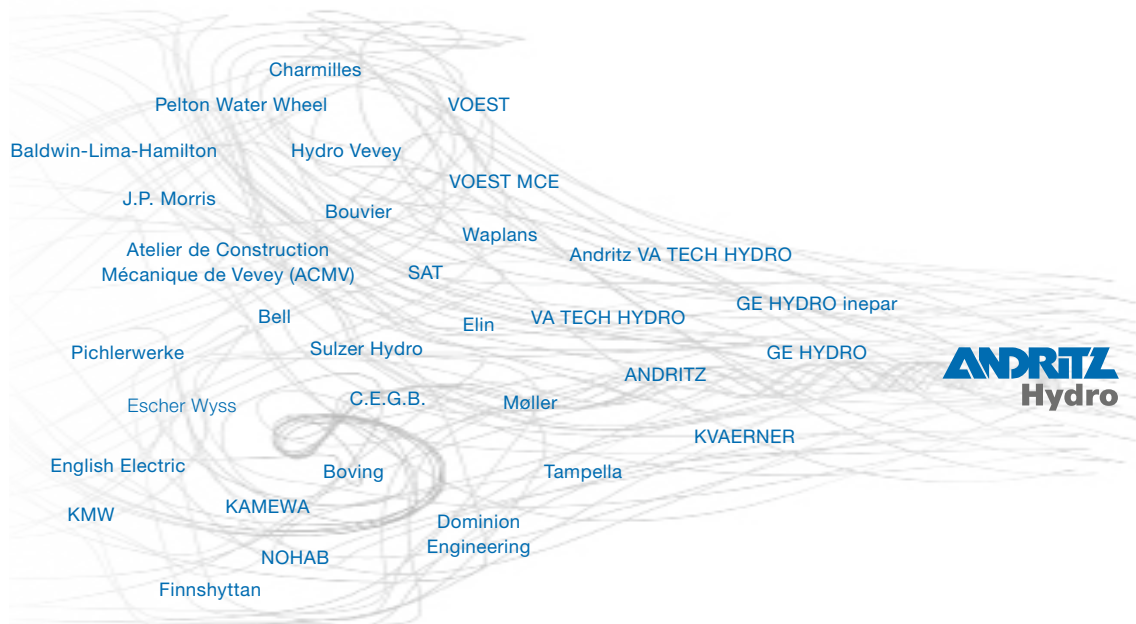 Charmilles
Pelton Water Wheel
VOEST
Baldwin-Lima-Hamilton
Hydro Vevey
VOEST MCE
J.P. Morris
Bouvier
Waplans
Atelier de Construction
Mécanique de Vevey (ACMV)
Andritz VA TECH HYDRO
SAT
GE HYDRO inepar
Bell
Elin
VA TECH HYDRO
Pichlerwerke
Sulzer Hydro
GE HYDRO
ANDRITZ
ANDRITZ
Hydro
Escher Wyss
C.E.G.B.
Møller
KVAERNER
English Electric
Boving
Tampella
KMW
KAMEWA
Dominion
Engineering
NOHAB
Finnshyttan